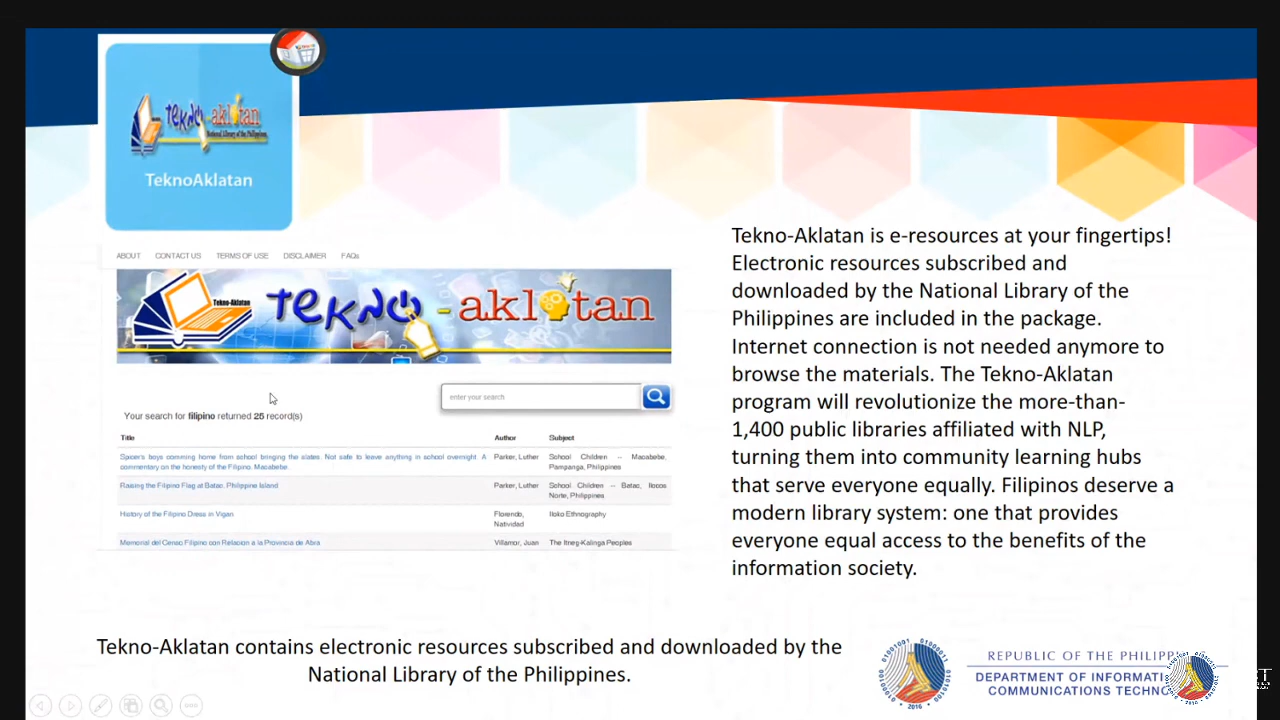 Tekno-aklatan
National Library of the Philippines
TeknoAklatan
ABOUT CONTACT US TERMS OF USE DISCLAIMER FAQs
Tekno-Aklatan
Tekno-aklatan
enter your search
Your search for filipino returned 25 record(s)
Title Author Subject
Spicer's boys comming home from school bringing the slates. Not safe to leave anything in school overnight A Parker, Luther School Children -- Macabebe,
commentary on the honesty of the Filipino. Macabebe. Pampanga, Philippines
Raising the Filipino Flag at Batac, Philippine Island Parker, Luther School Children -- Batac, Ilocos
Norte, Philippines
History of the Filipino Dress in Vigan Florendo, Iloko Ethnography
Natividad
Memorial del Censo Filipino con Relacion a la Provincia de Abra Villamor, Juan The Itneg-Kalinga Peoples
Tekno-Aklatan is e-resources at your fingertips!
Electronic resources subscribed and
downloaded by the National Library of the
Philippines are included in the package.
Internet connection is not needed anymore to
browse the materials. The Tekno-Aklatan
program will revolutionize the more-than-
1,400 public libraries affiliated with NLP,
turning them into community learning hubs
that serve everyone equally. Filipinos deserve a
modern library system: one that provides
everyone equal access to the benefits of the
information society.
Tekno-Aklatan contains electronic resources subscribed and downloaded by the
National Library of the Philippines.
REPUBLIC OF THE PHILIPP
DEPARTMENT OF INFORMATI
COMMUNICATIONS TECHNO
2016